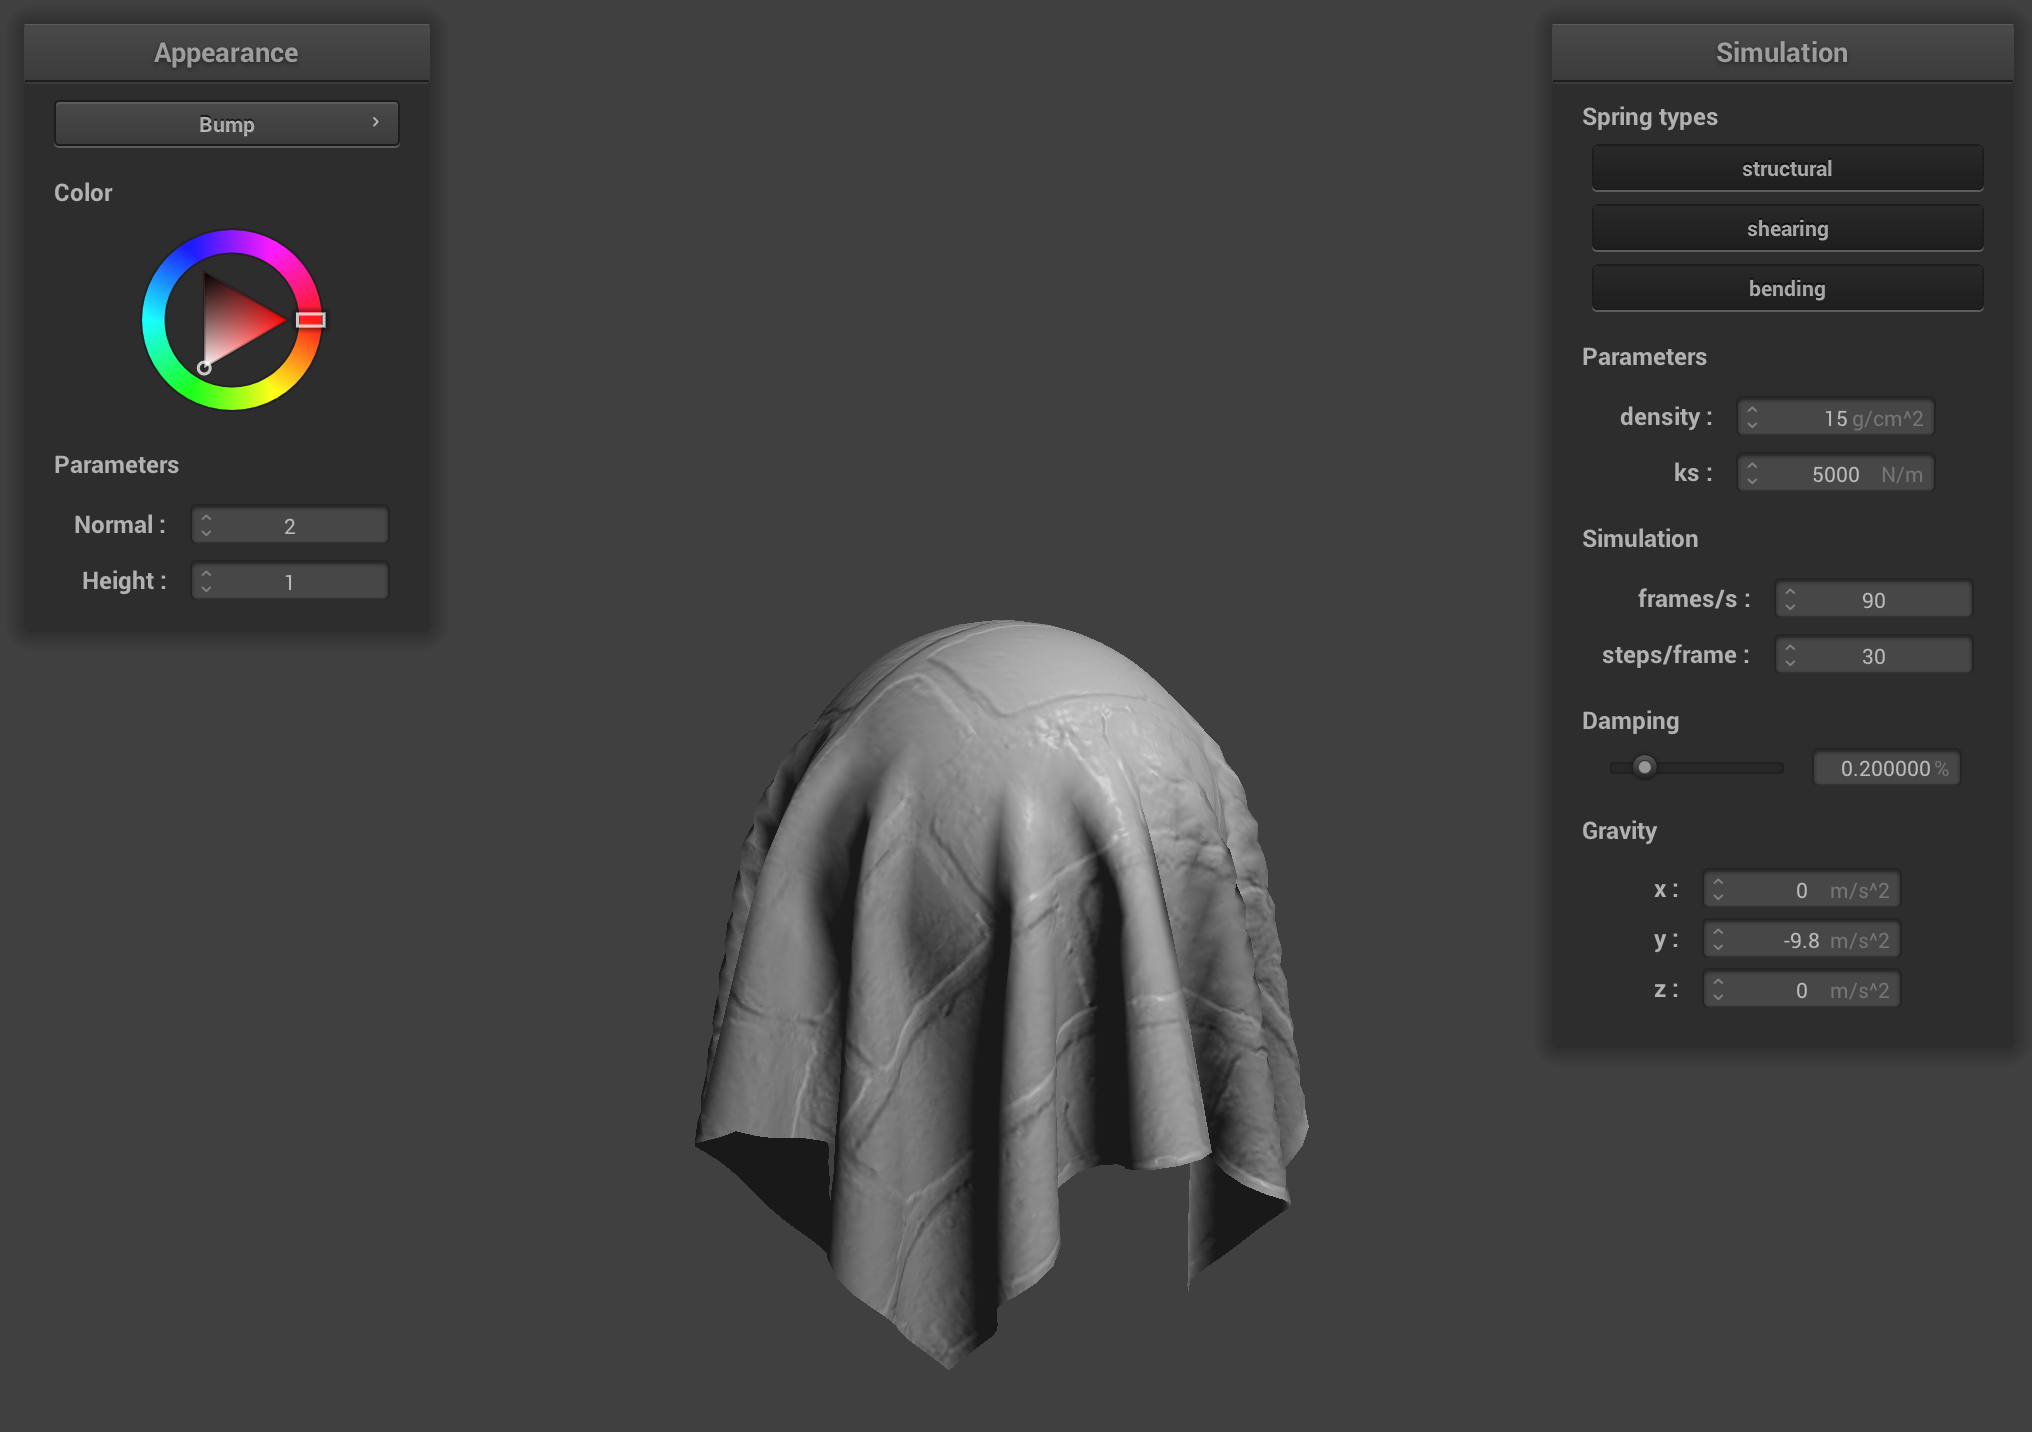 Appearance
Bump
Color
Parameters
Normal : 2
Height : 1
Simulation
Spring types
structural
shearing
bending
Parameters
density : 15 g/cm^2
ks : 5000 N/m
Simulation
frames/s : 90
steps/frame : 30
Damping
0.200000 %
Gravity
x : 0 m/s^2
y : -9.8 m/s^2
z : 0 m/s^2